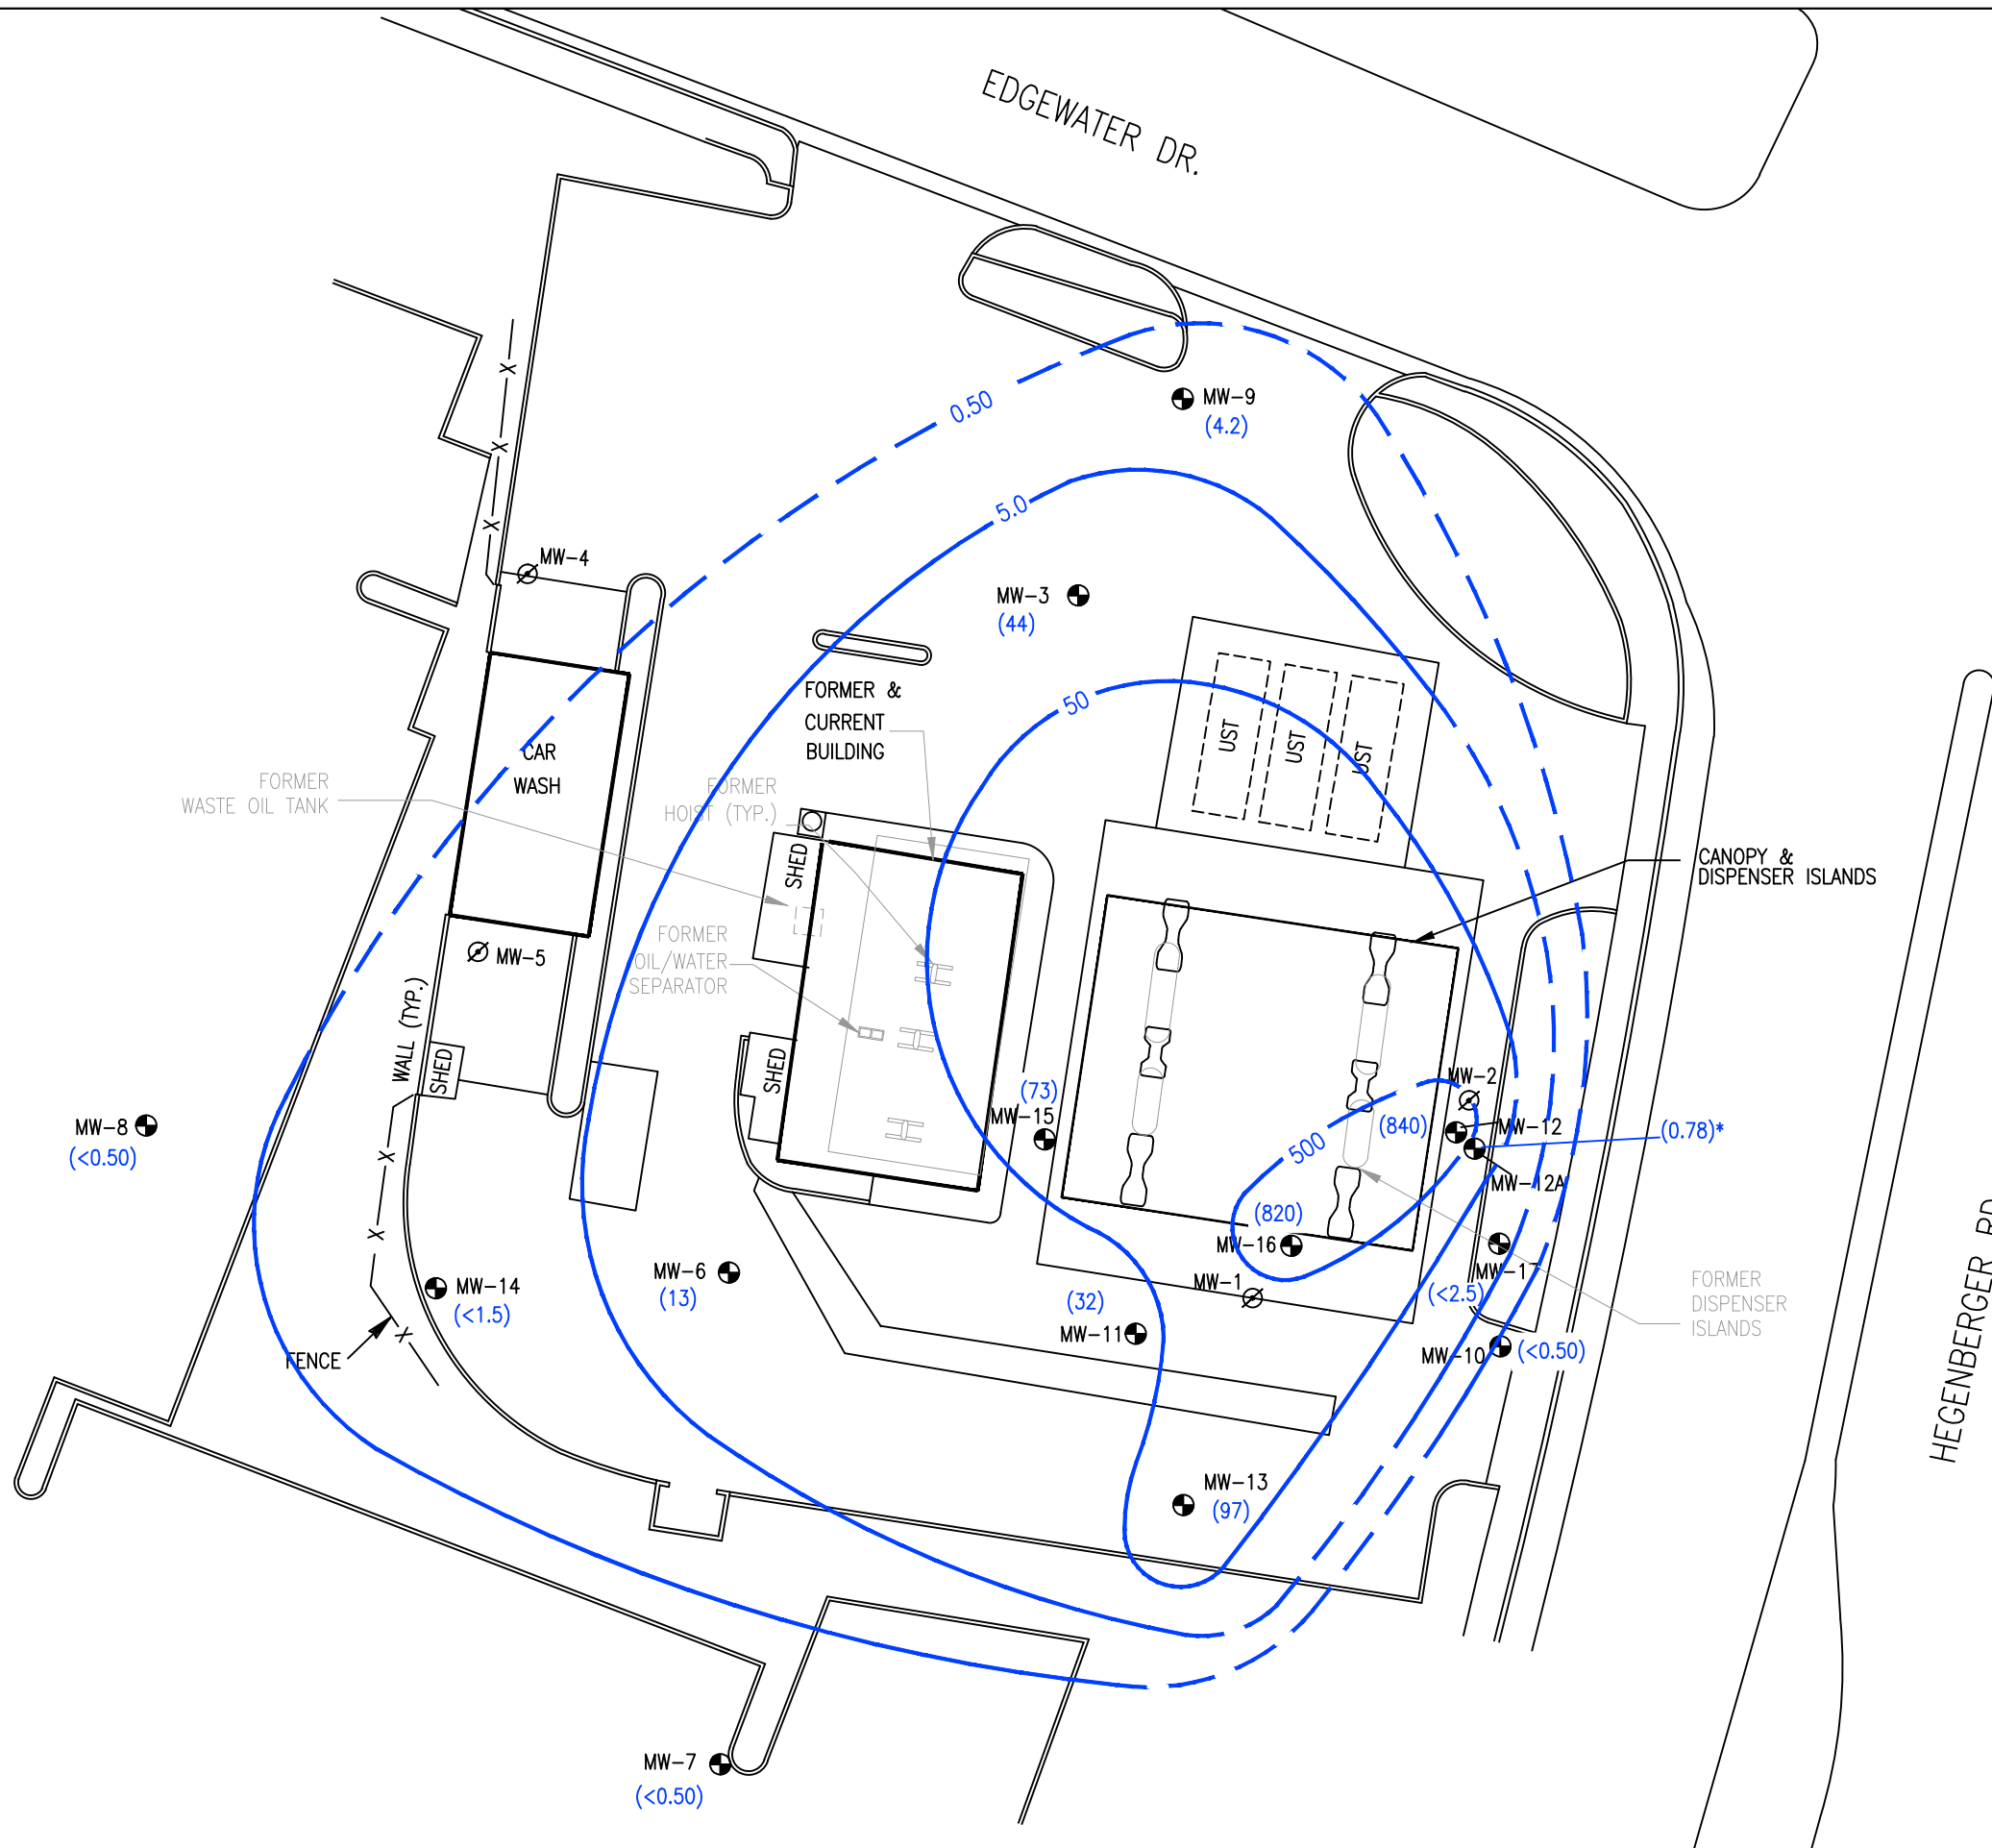 EDGEWATER DR.
MW-9
(4.2)
0.50
5.0
MW-4
MW-3
(44)
FORMER &
CURRENT
BUILDING
50
UST
UST
UST
CAR
WASH
FORMER
WASTE OIL TANK
FORMER
HOIST (TYP.)
SHED
CANOPY &
DISPENSER ISLANDS
FORMER
OIL/WATER
SEPARATOR
MW-5
WALL (TYP.)
SHED
SHED
(73)
MW-15
MW-2
(840)
MW-12
(0.78)*
MW-12A
500
MW-8
(<0.50)
(820)
MW-16
MW-17
(<2.5)
MW-1
MW-6
(13)
MW-14
(<1.5)
FENCE
(32)
MW-11
MW-10
(<0.50)
FORMER
DISPENSER
ISLANDS
HEGENBERGER RD
MW-13
(97)
MW-7
(<0.50)
X
X
X
X
X
X